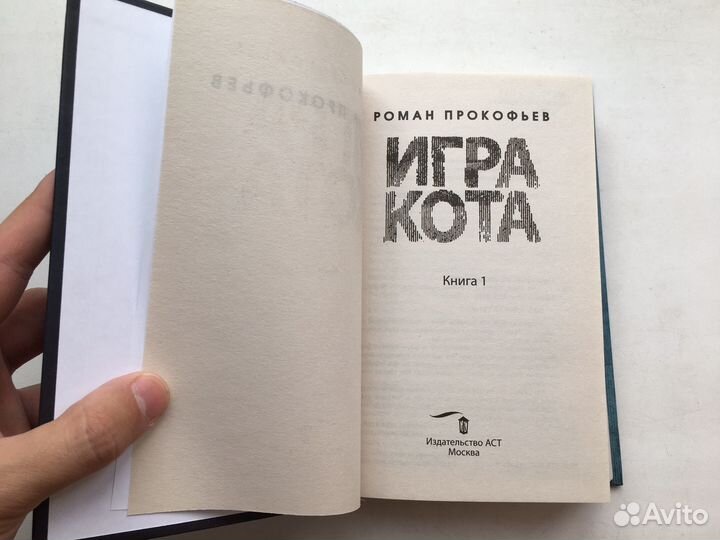 РОМАН ПРОКОФЬЕВ
ИГРА
КОТА
Книга 1
Издательство АСТ
Москва
Avito